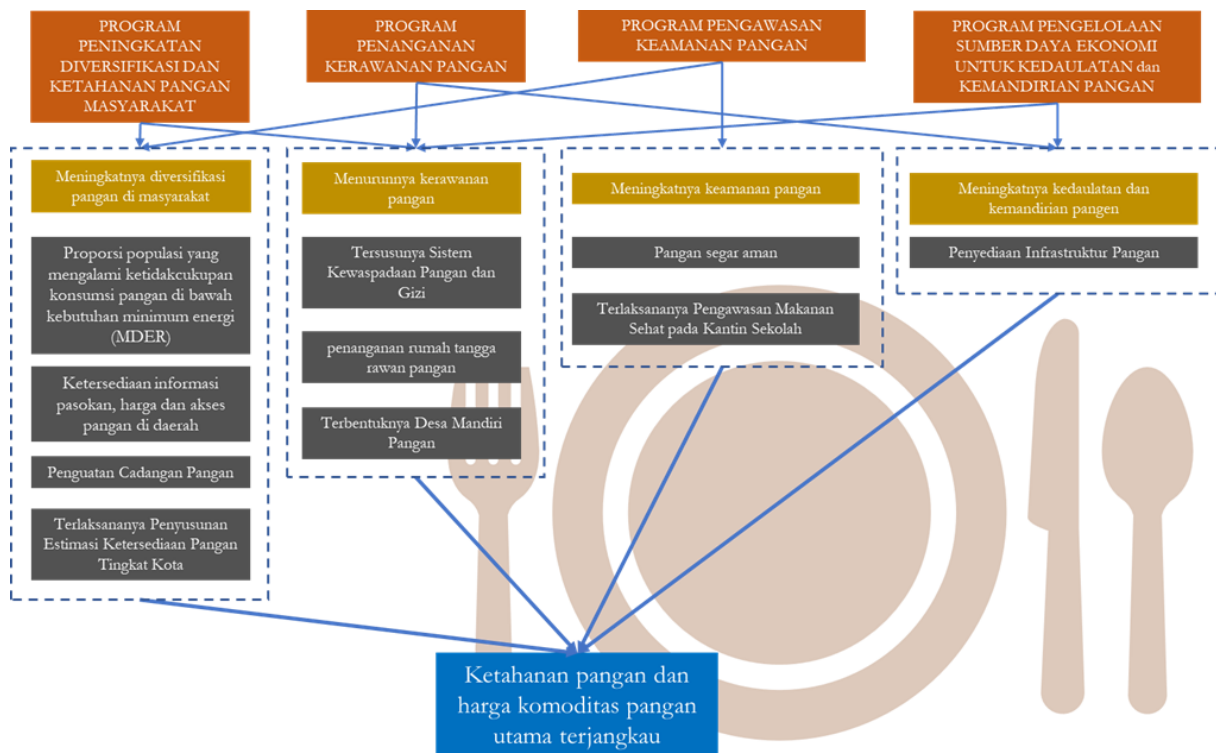 PROGRAM
PENINGKATAN
DIVERSIFIKASI DAN
KETAHANAN PANGAN
MASYARAKAT
PROGRAM
PENANGANAN
KERAWANAN PANGAN
PROGRAM PENGAWASAN
KEAMANAN PANGAN
PROGRAM PENGELOLAAN
SUMBER DAYA EKONOMI
UNTUK KEDAULATAN dan
KEMANDIRIAN PANGAN
Meningkatnya diversifikasi
pangan di masyarakat
Proporsi populasi yang
mengalami ketidakcukupan
konsumsi pangan di bawah
kebutuhan minimum energi
(MDER)
Ketersediaan informasi
pasokan, harga dan akses
pangan di daerah
Penguatan Cadangan Pangan
Terlaksananya Penyusunan
Estimasi Ketersediaan Pangan
Tingkat Kota
Menurunnya kerawanan
pangan
Tersusunya Sistem
Kewaspadaan Pangan dan
Gizi
penanganan rumah tangga
rawan pangan
Terbentuknya Desa Mandiri
Pangan
Meningkatnya keamanan pangan
Pangan segar aman
Terlaksananya Pengawasan Makanan
Sehat pada Kantin Sekolah
Meningkatnya kedaulatan dan
kemandirian pangen
Penyediaan Infrastruktur Pangan
Ketahanan pangan dan
harga komoditas pangan
utama terjangkau